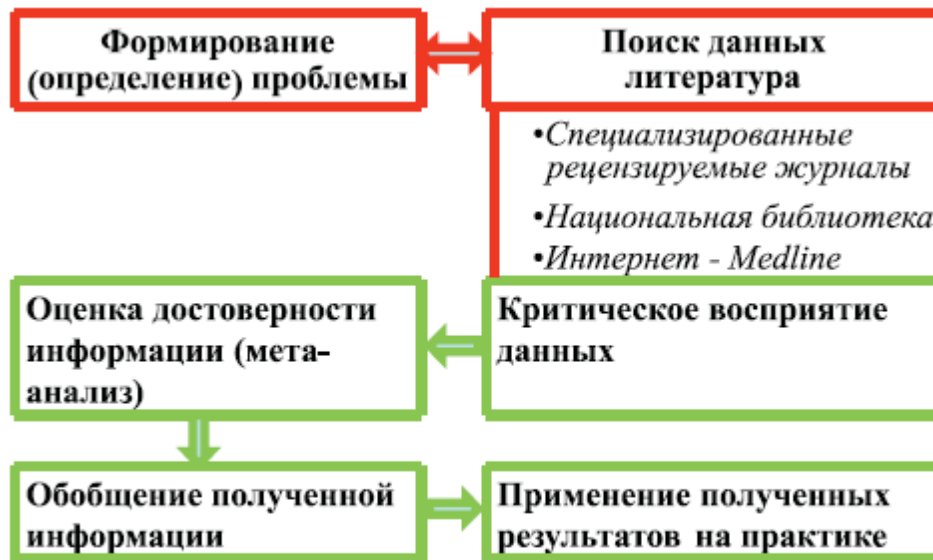 Формирование
(определение) проблемы
Поиск данных
литература
•Специализированные
рецензируемые журналы
•Национальная библиотека
•Интернет - Medline
Оценка достоверности
информации (мета-
анализ)
Критическое восприятие
данных
Обобщение полученной
информации
Применение полученных
результатов на практике